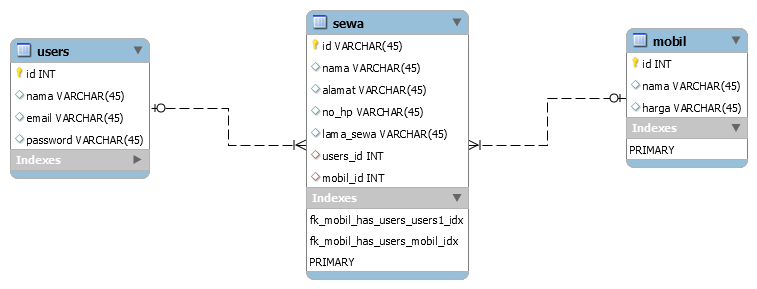 users
id INT
nama VARCHAR(45)
email VARCHAR(45)
password VARCHAR(45)
Indexes
sewa
id VARCHAR(45)
nama VARCHAR(45)
alamat VARCHAR(45)
no_hp VARCHAR(45)
lama_sewa VARCHAR(45)
users_id INT
mobil_id INT
Indexes
fk_mobil_has_users_users1_idx
fk_mobil_has_users_mobil_idx
PRIMARY
mobil
id INT
nama VARCHAR(45)
harga VARCHAR(45)
Indexes
PRIMARY